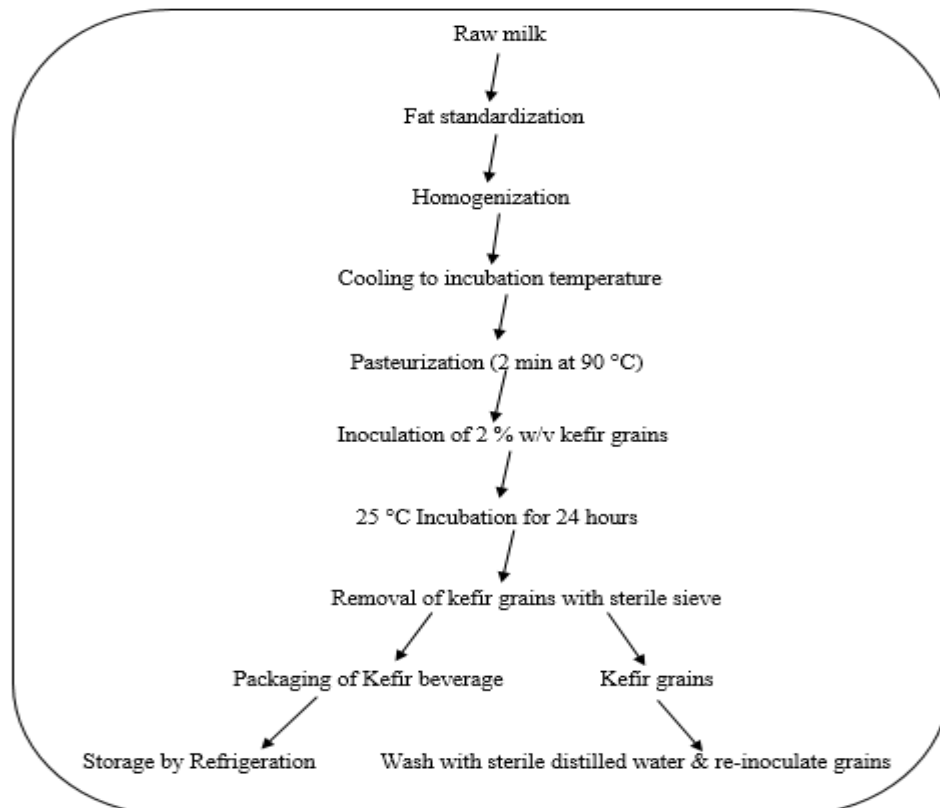 Raw milk
Fat standardization
Homogenization
Cooling to incubation temperature
Pasteurization (2 min at 90 °C)
Inoculation of 2 % w/v kefir grains
25 °C Incubation for 24 hours
Removal of kefir grains with sterile sieve
Packaging of Kefir beverage
Kefir grains
Storage by Refrigeration
Wash with sterile distilled water & re-inoculate grains